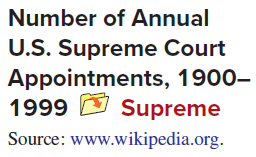 Number of Annual
U.S. Supreme Court
Appointments, 1900–
1999 Supreme
Source: www.wikipedia.org.